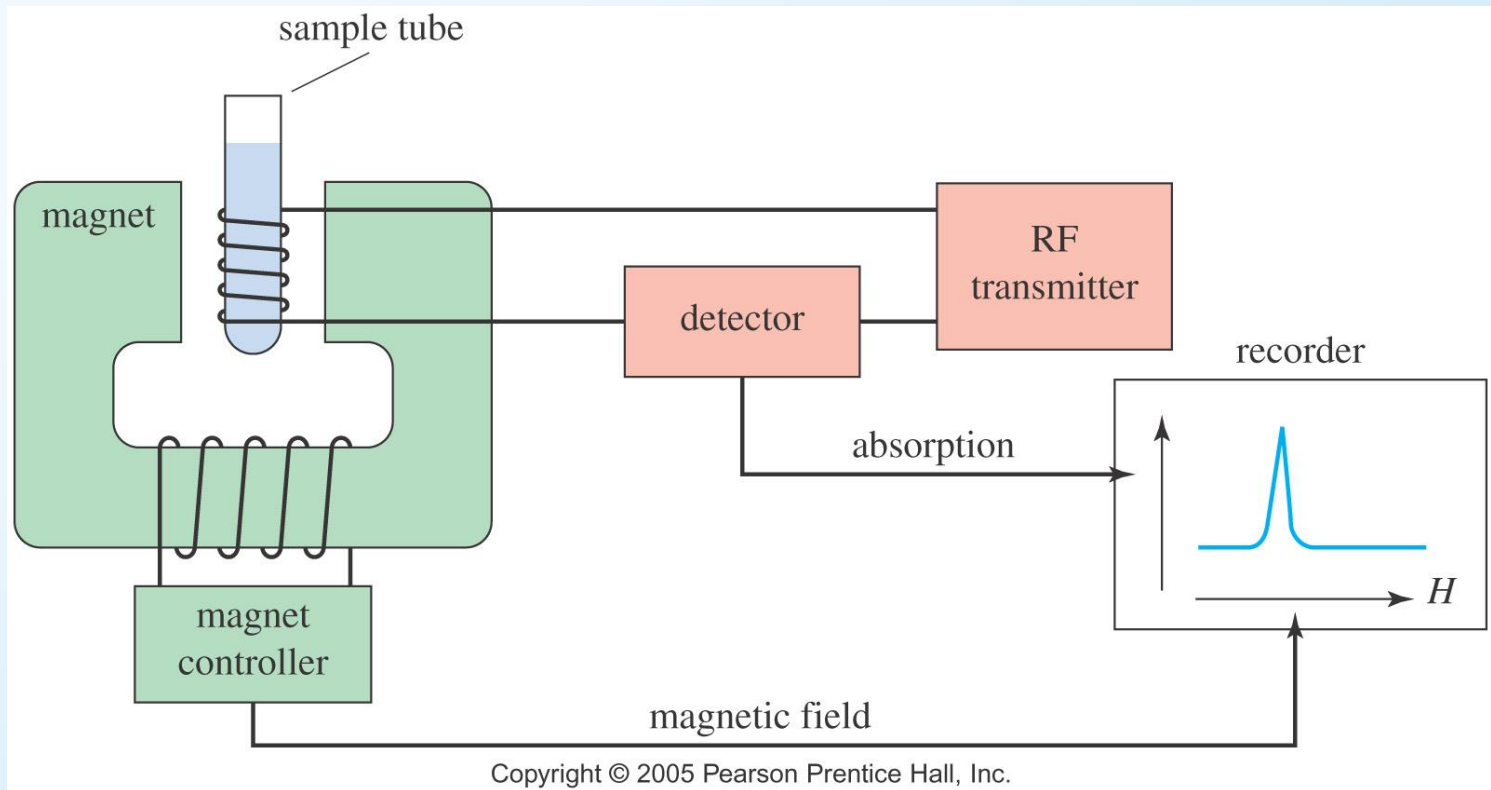 sample tube
magnet
RF
transmitter
detector
recorder
absorption
H
magnet
controller
magnetic field
Copyright © 2005 Pearson Prentice Hall, Inc.